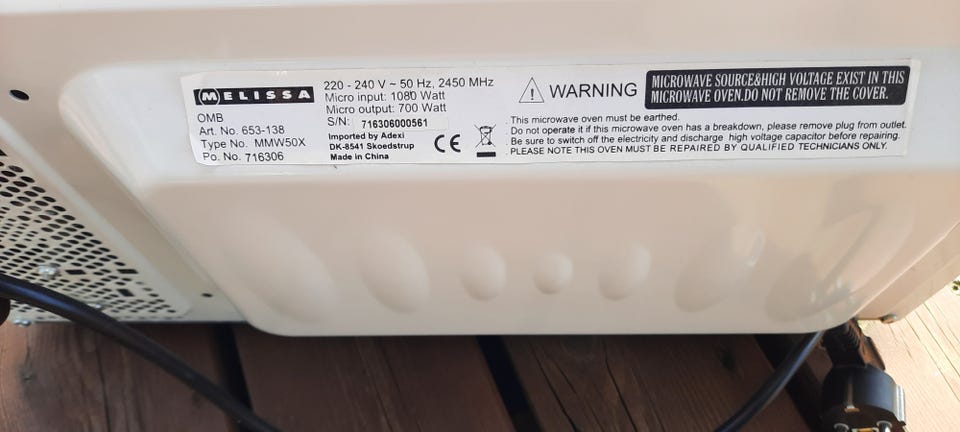 MELISSA
OMB
Art. No. 653-138
Type No. MMW50X
Po. No. 716306
220 - 240 V ~ 50 Hz, 2450 MHz
Micro input: 1080 Watt
Micro output: 700 Watt
S/N: 716306000561
Imported by Adexi
DK-8541 Skoedstrup
Made in China
CE
WARNING
MICROWAVE SOURCE&HIGH VOLTAGE EXIST IN THIS
MICROWAVE OVEN.DO NOT REMOVE THE COVER.
. This microwave oven must be earthed.
. Do not operate it if this microwave oven has a breakdown, please remove plug from outlet.
. Be sure to switch off the electricity and discharge high voltage capacitor before repairing.
. PLEASE NOTE THIS OVEN MUST BE REPAIRED BY QUALIFIED TECHNICIANS ONLY.